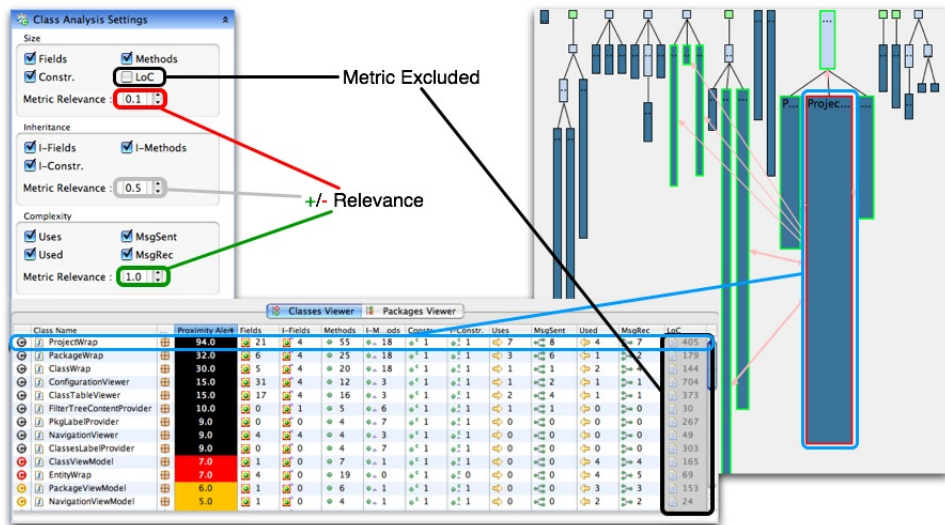 Class Analysis Settings
Size
Fields Methods
Constr. LoC
Metric Relevance : 0.1
Inheritance
I-Fields I-Methods
I-Constr.
Metric Relevance : 0.5
Complexity
Uses MsgSent
Used MsgRec
Metric Relevance : 1.0
Metric Excluded
+/- Relevance
...
P... Projec... ...
Classes Viewer Packages Viewer
Class Name ... Proximity Alert Fields I-Fields Methods I-M...ods Constr. I-Constr. Uses MsgSent Used MsgRec LoC
ProjectWrap 94.0 21 4 55 18 1 1 7 8 4 7 405
PackageWrap 32.0 6 4 25 18 1 1 3 6 1 2 179
ClassWrap 30.0 5 4 20 18 1 1 1 1 2 4 144
ConfigurationViewer 15.0 31 4 12 3 1 1 1 2 1 1 704
ClassTableViewer 15.0 17 4 16 3 1 1 2 4 1 1 373
FilterTreeContentProvider 10.0 0 1 5 6 1 1 1 1 0 0 30
PkgLabelProvider 9.0 0 0 4 7 1 1 0 0 0 0 267
NavigationViewer 9.0 4 4 4 3 1 1 0 0 0 0 49
ClassesLabelProvider 9.0 0 0 4 7 1 1 0 0 0 0 303
ClassViewModel 7.0 1 0 7 1 1 1 0 0 4 4 165
EntityWrap 7.0 4 0 19 0 1 1 0 0 4 5 69
PackageViewModel 6.0 1 0 6 1 1 1 0 0 3 3 153
NavigationViewModel 5.0 1 0 4 1 1 1 0 0 2 2 24